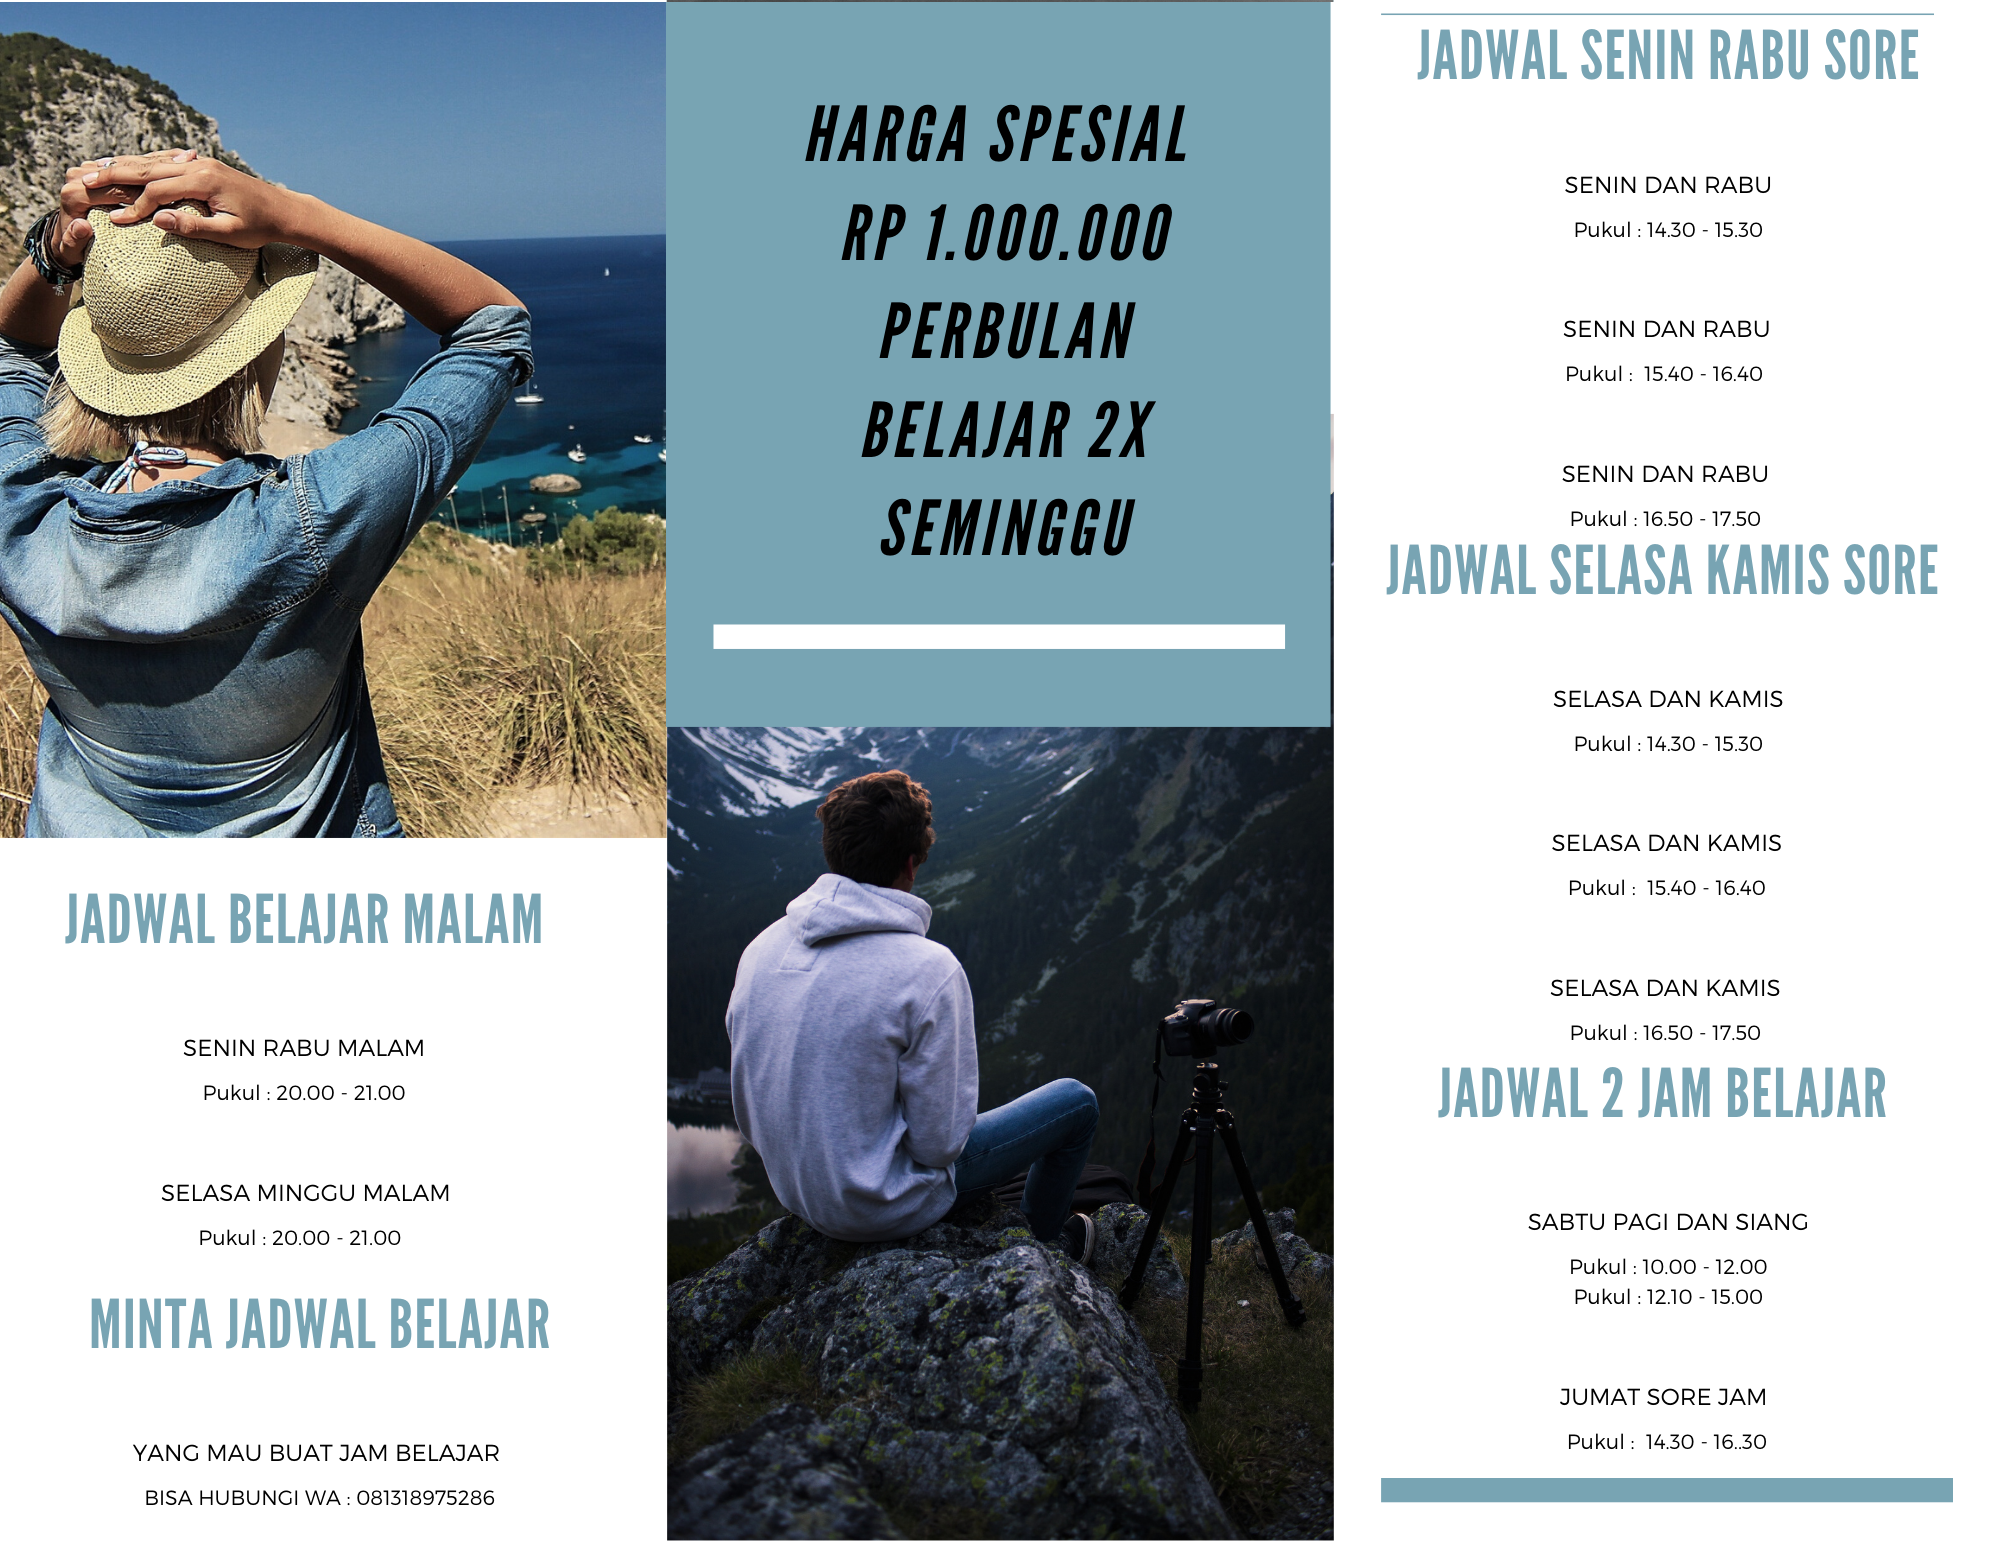 JADWAL BELAJAR MALAM
SENIN RABU MALAM
Pukul : 20.00 - 21.00
SELASA MINGGU MALAM
Pukul : 20.00 - 21.00
MINTA JADWAL BELAJAR
YANG MAU BUAT JAM BELAJAR
BISA HUBUNGI WA : 081318975286
HARGA SPESIAL
RP 1.000.000
PERBULAN
BELAJAR 2X
SEMINGGU
JADWAL SENIN RABU SORE
SENIN DAN RABU
Pukul : 14.30 - 15.30
SENIN DAN RABU
Pukul :  15.40 - 16.40
SENIN DAN RABU
Pukul : 16.50 - 17.50
JADWAL SELASA KAMIS SORE
SELASA DAN KAMIS
Pukul : 14.30 - 15.30
SELASA DAN KAMIS
Pukul :  15.40 - 16.40
SELASA DAN KAMIS
Pukul : 16.50 - 17.50
JADWAL 2 JAM BELAJAR
SABTU PAGI DAN SIANG
Pukul : 10.00 - 12.00
Pukul : 12.10 - 15.00
JUMAT SORE JAM
Pukul :  14.30 - 16..30